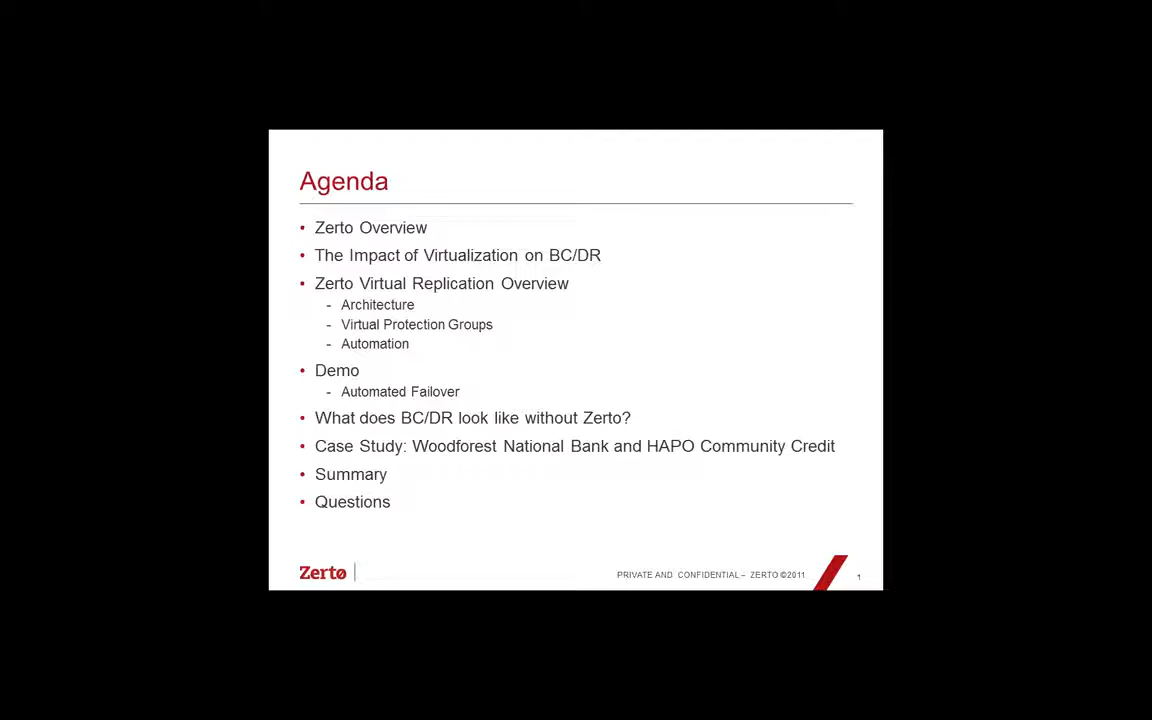 Agenda
• Zerto Overview
• The Impact of Virtualization on BC/DR
• Zerto Virtual Replication Overview
- Architecture
- Virtual Protection Groups
- Automation
• Demo
- Automated Failover
• What does BC/DR look like without Zerto?
• Case Study: Woodforest National Bank and HAPO Community Credit
• Summary
• Questions
Zerto
PRIVATE AND CONFIDENTIAL – ZERTO ©2011
1